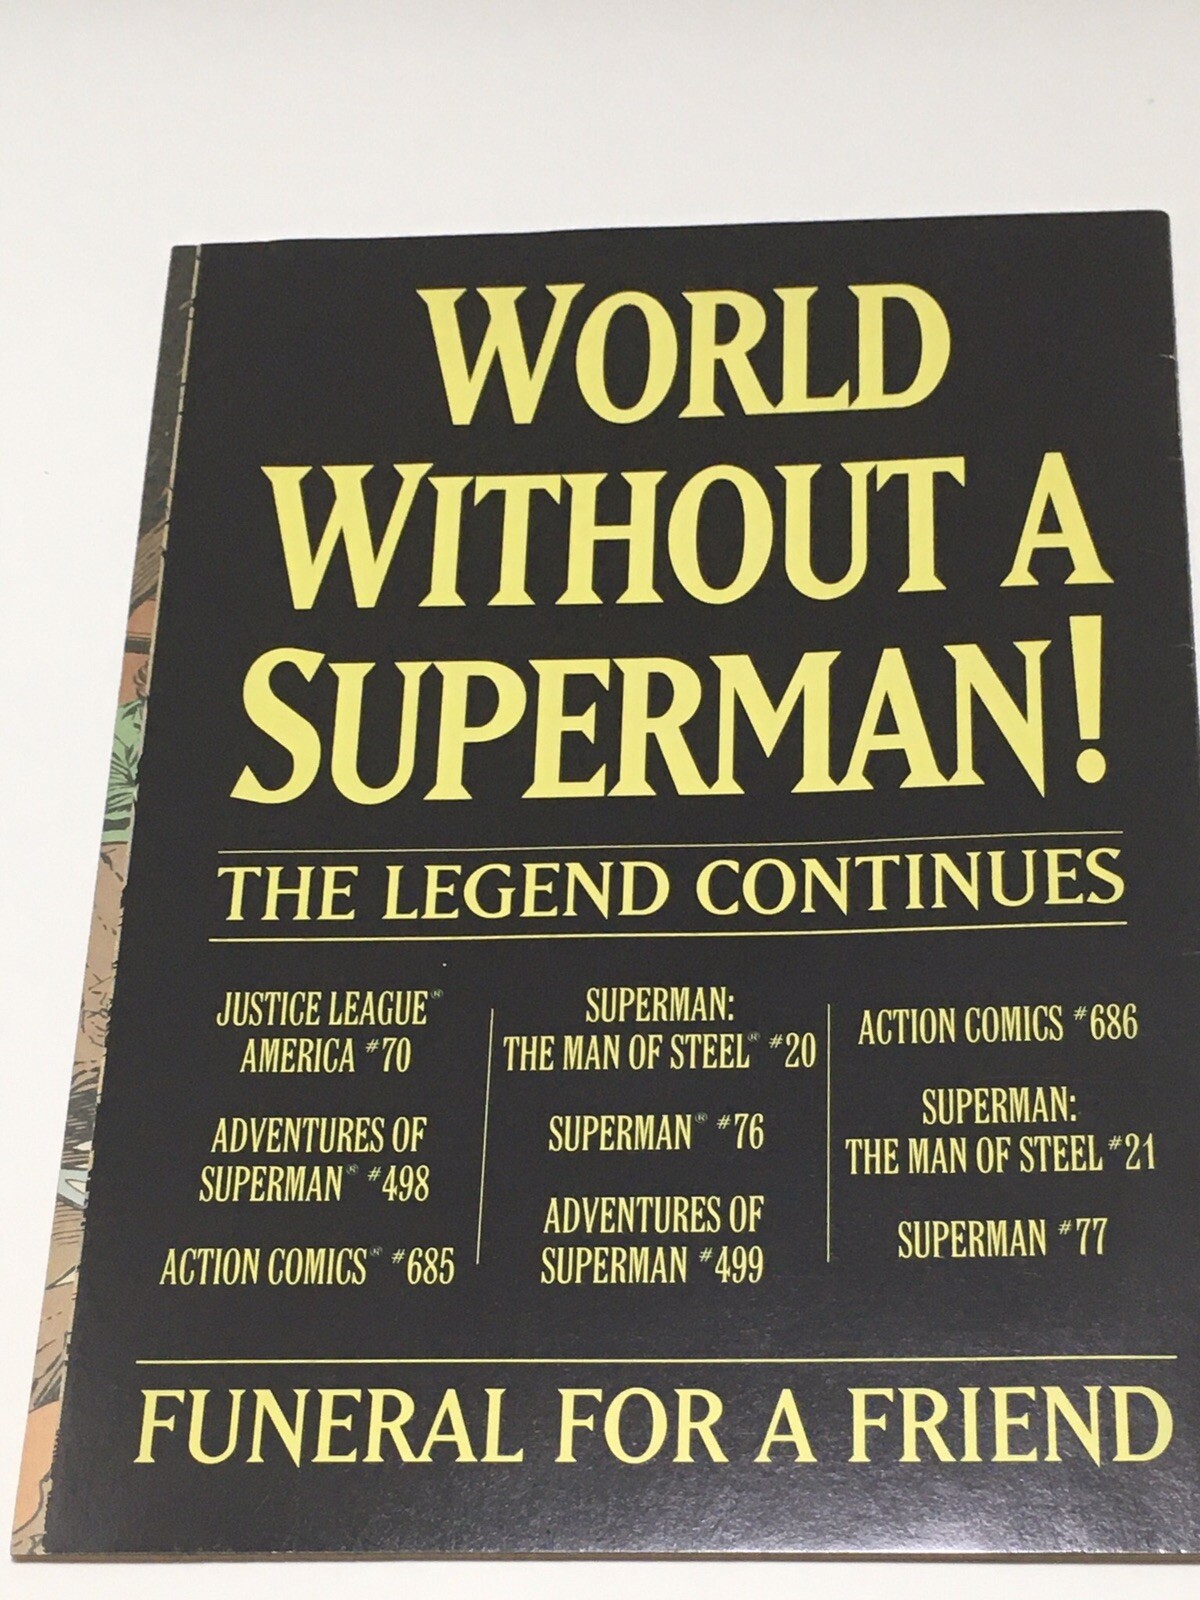 WORLD
WITHOUT A
SUPERMAN!
THE LEGEND CONTINUES
JUSTICE LEAGUE®
AMERICA #70
ADVENTURES OF
SUPERMAN® #498
ACTION COMICS® #685
SUPERMAN:
THE MAN OF STEEL® #20
SUPERMAN® #76
ADVENTURES OF
SUPERMAN #499
ACTION COMICS #686
SUPERMAN:
THE MAN OF STEEL #21
SUPERMAN #77
FUNERAL FOR A FRIEND